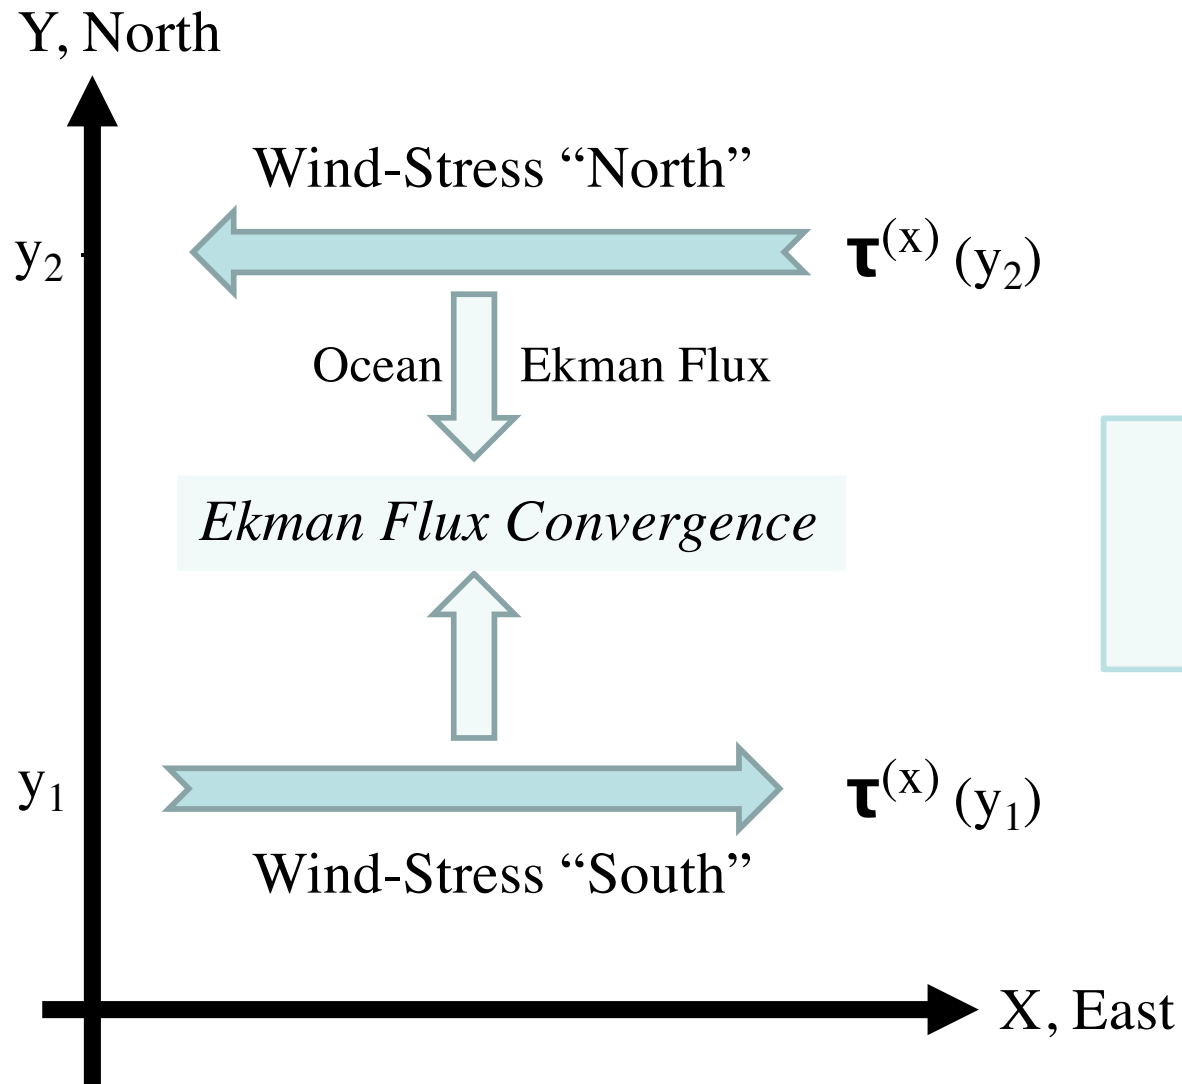 Y, North
Wind-Stress “North”
y₂
τ⁽ˣ⁾ (y₂)
Ocean Ekman Flux
Ekman Flux Convergence
y₁
τ⁽ˣ⁾ (y₁)
Wind-Stress “South”
X, East